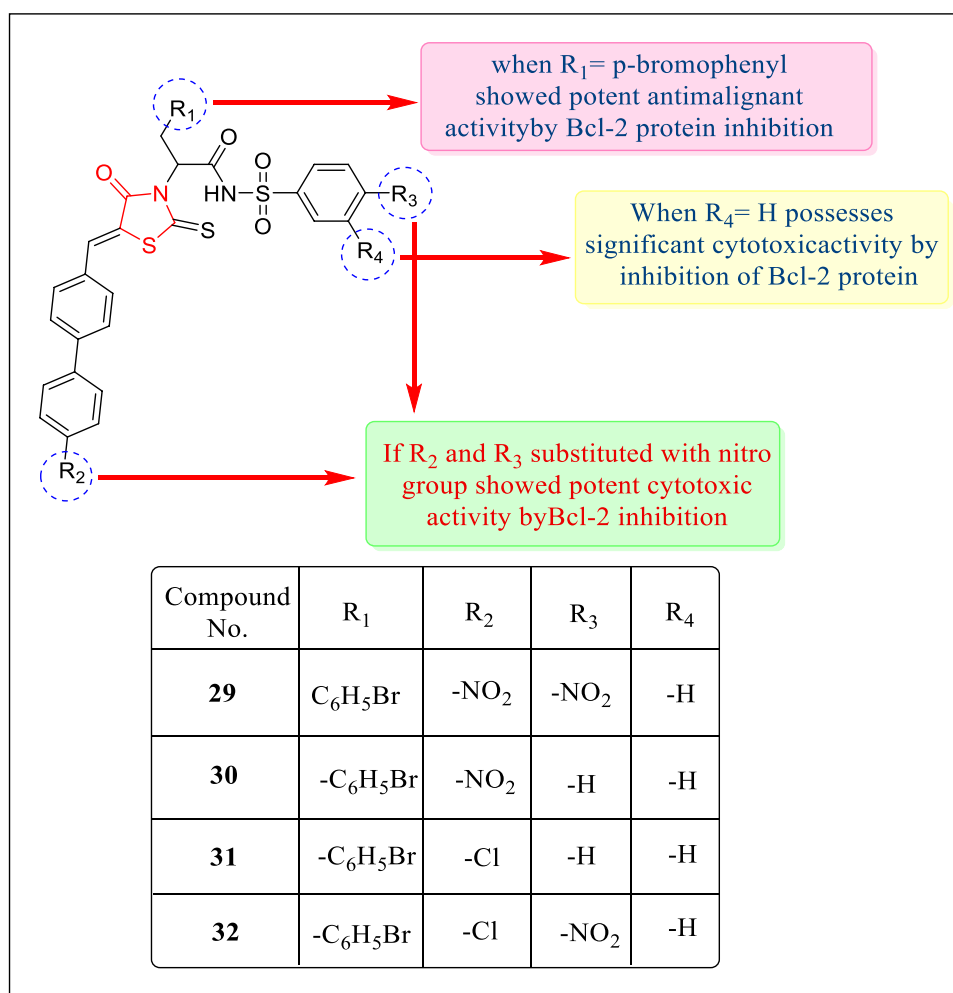 when R₁= p-bromophenyl
showed potent antimalignant
activityby Bcl-2 protein inhibition
R₁
O
O
O
N
HN
S
O
R₃
S
S
R₄
When R₄= H possesses
significant cytotoxicactivity by
inhibition of Bcl-2 protein
R₂
If R₂ and R₃ substituted with nitro
group showed potent cytotoxic
activity byBcl-2 inhibition
Compound No. R₁ R₂ R₃ R₄
29 C₆H₅Br -NO₂ -NO₂ -H
30 -C₆H₅Br -NO₂ -H -H
31 -C₆H₅Br -Cl -H -H
32 -C₆H₅Br -Cl -NO₂ -H